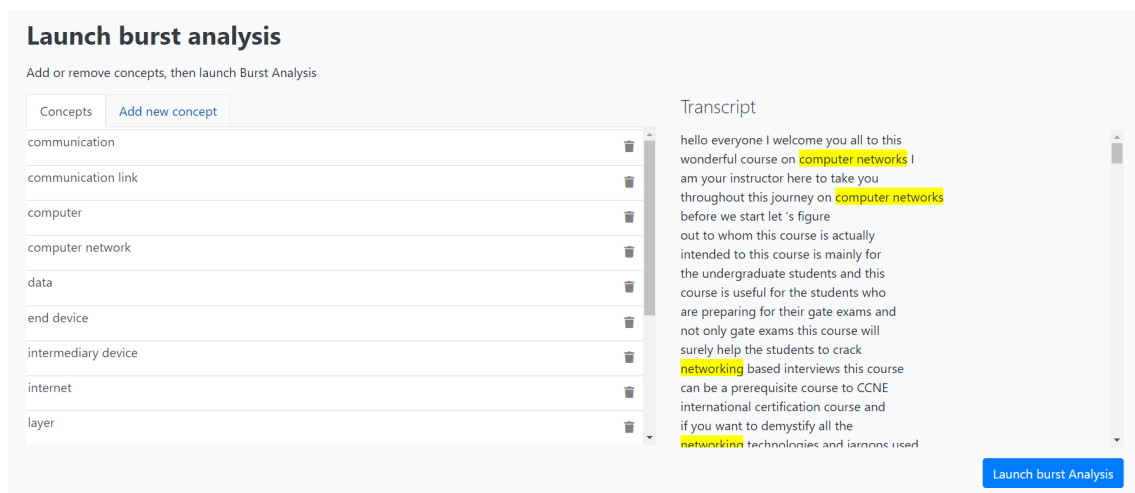 Launch burst analysis
Add or remove concepts, then launch Burst Analysis
Concepts
Add new concept
communication
communication link
computer
computer network
data
end device
intermediary device
internet
layer
Transcript
hello everyone I welcome you all to this
wonderful course on computer networks I
am your instructor here to take you
throughout this journey on computer networks
before we start let 's figure
out to whom this course is actually
intended to this course is mainly for
the undergraduate students and this
course is useful for the students who
are preparing for their gate exams and
not only gate exams this course will
surely help the students to crack
networking based interviews this course
can be a prerequisite course to CCNE
international certification course and
if you want to demystify all the
networking technologies and jargons used
Launch burst Analysis